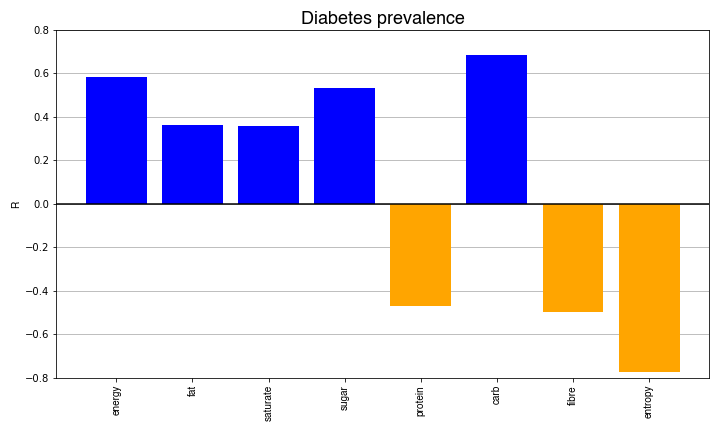 Diabetes prevalence
0.8
0.6
0.4
0.2
0.0
−0.2
−0.4
−0.6
−0.8
R
energy
fat
saturate
sugar
protein
carb
fibre
entropy